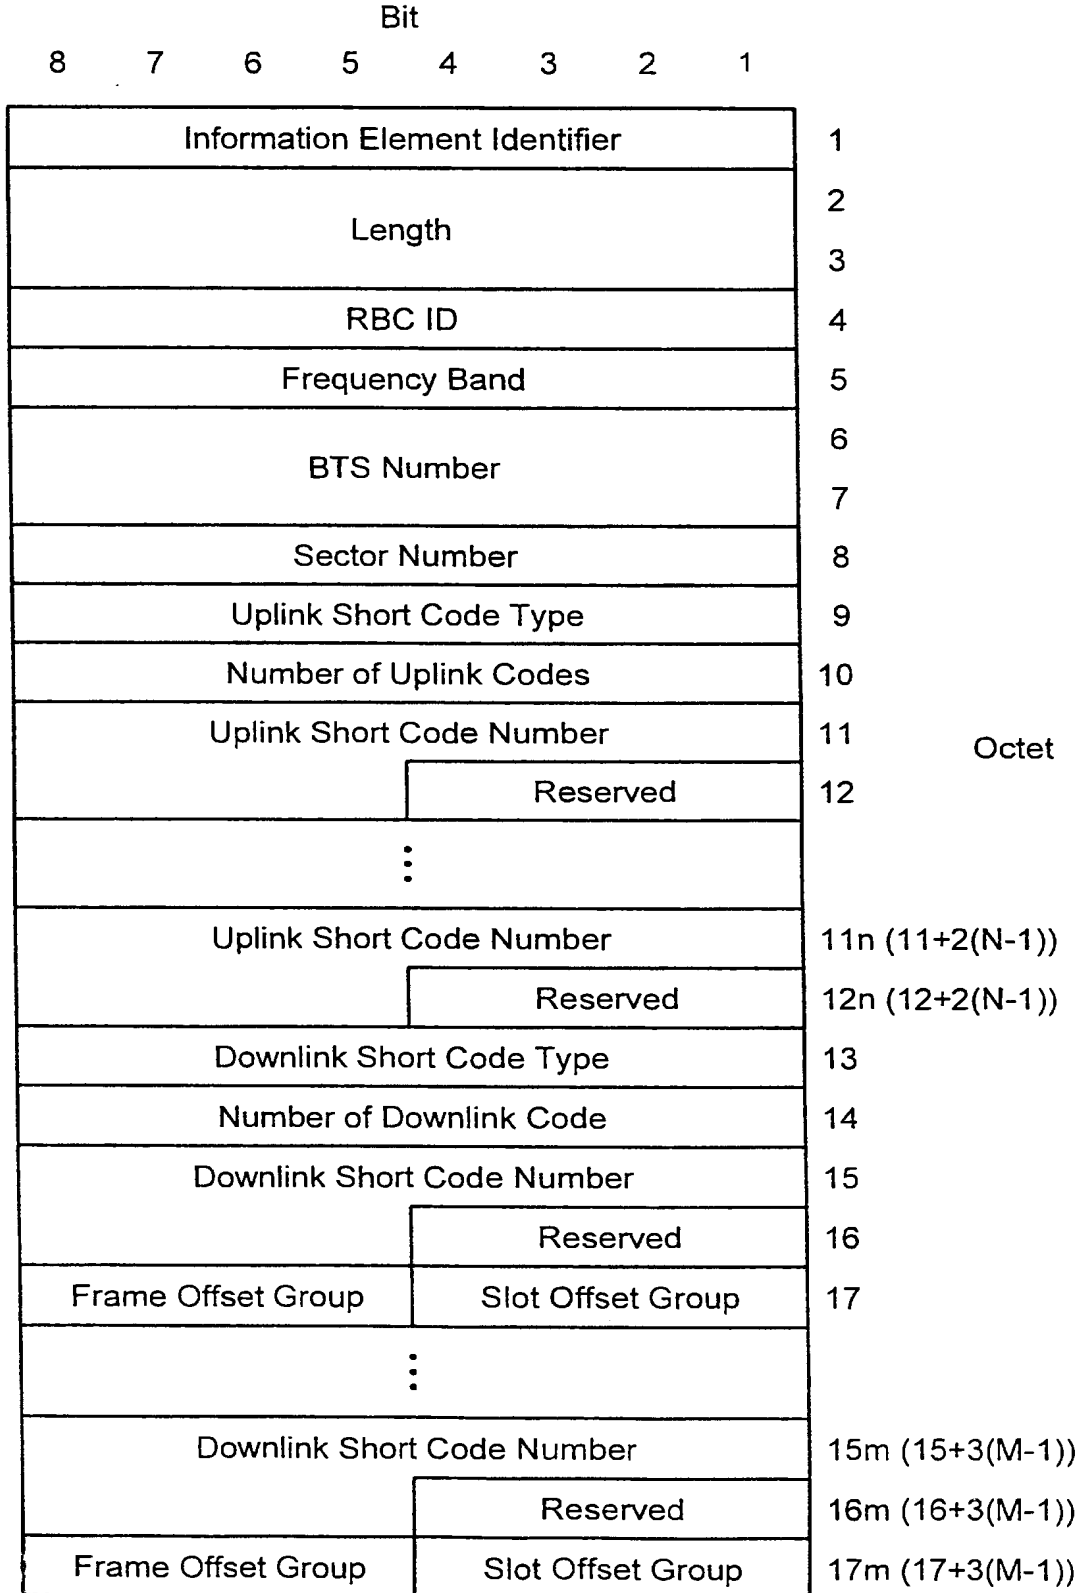 Bit
8 7 6 5 4 3 2 1
Information Element Identifier 1
2
Length
3
RBC ID 4
Frequency Band 5
6
BTS Number
7
Sector Number 8
Uplink Short Code Type 9
Number of Uplink Codes 10
Uplink Short Code Number 11
Octet
Reserved 12
Uplink Short Code Number 11n (11+2(N-1))
Reserved 12n (12+2(N-1))
Downlink Short Code Type 13
Number of Downlink Code 14
Downlink Short Code Number 15
Reserved 16
Frame Offset Group Slot Offset Group 17
Downlink Short Code Number 15m (15+3(M-1))
Reserved 16m (16+3(M-1))
Frame Offset Group Slot Offset Group 17m (17+3(M-1))